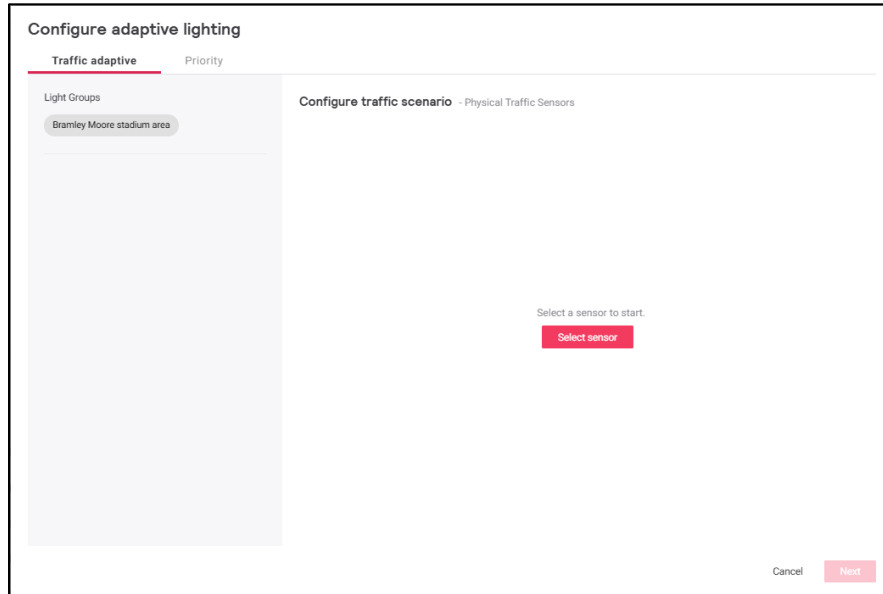 Configure adaptive lighting
Traffic adaptive Priority
Light Groups
Bramley Moore stadium area
Configure traffic scenario - Physical Traffic Sensors
Select a sensor to start.
Select sensor
Cancel Next